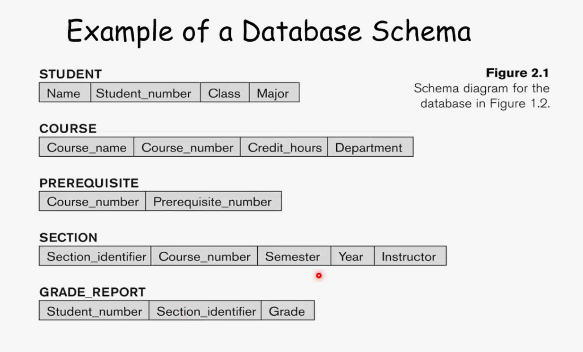 Example of a Database Schema
Figure 2.1
Schema diagram for the
database in Figure 1.2.
STUDENT
Name Student_number Class Major
COURSE
Course_name Course_number Credit_hours Department
PREREQUISITE
Course_number Prerequisite_number
SECTION
Section_identifier Course_number Semester Year Instructor
GRADE_REPORT
Student_number Section_identifier Grade